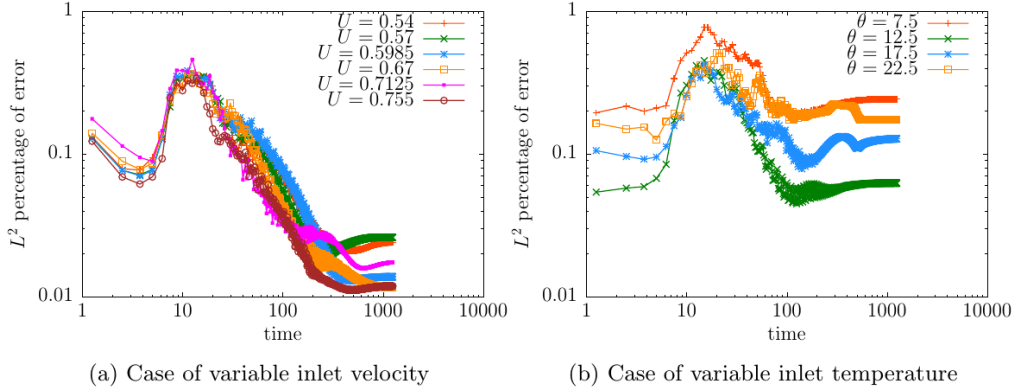 1
0.1
0.01
1
10
100
1000
10000
L² percentage of error
time
U = 0.54
U = 0.57
U = 0.5985
U = 0.67
U = 0.7125
U = 0.755
(a) Case of variable inlet velocity
1
0.1
0.01
1
10
100
1000
10000
L² percentage of error
time
θ = 7.5
θ = 12.5
θ = 17.5
θ = 22.5
(b) Case of variable inlet temperature